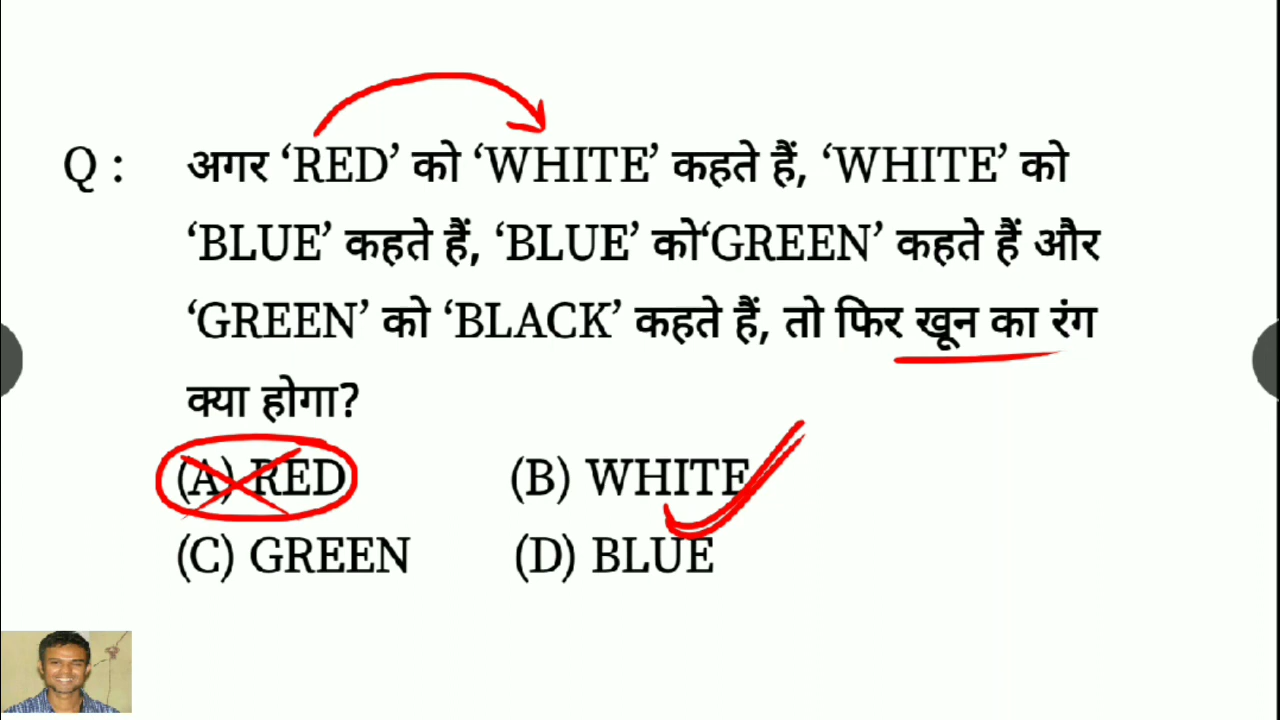 Q : अगर ‘RED’ को ‘WHITE’ कहते हैं, ‘WHITE’ को
‘BLUE’ कहते हैं, ‘BLUE’ को‘GREEN’ कहते हैं और
‘GREEN’ को ‘BLACK’ कहते हैं, तो फिर खून का रंग
क्या होगा?
(A) RED (B) WHITE
(C) GREEN (D) BLUE